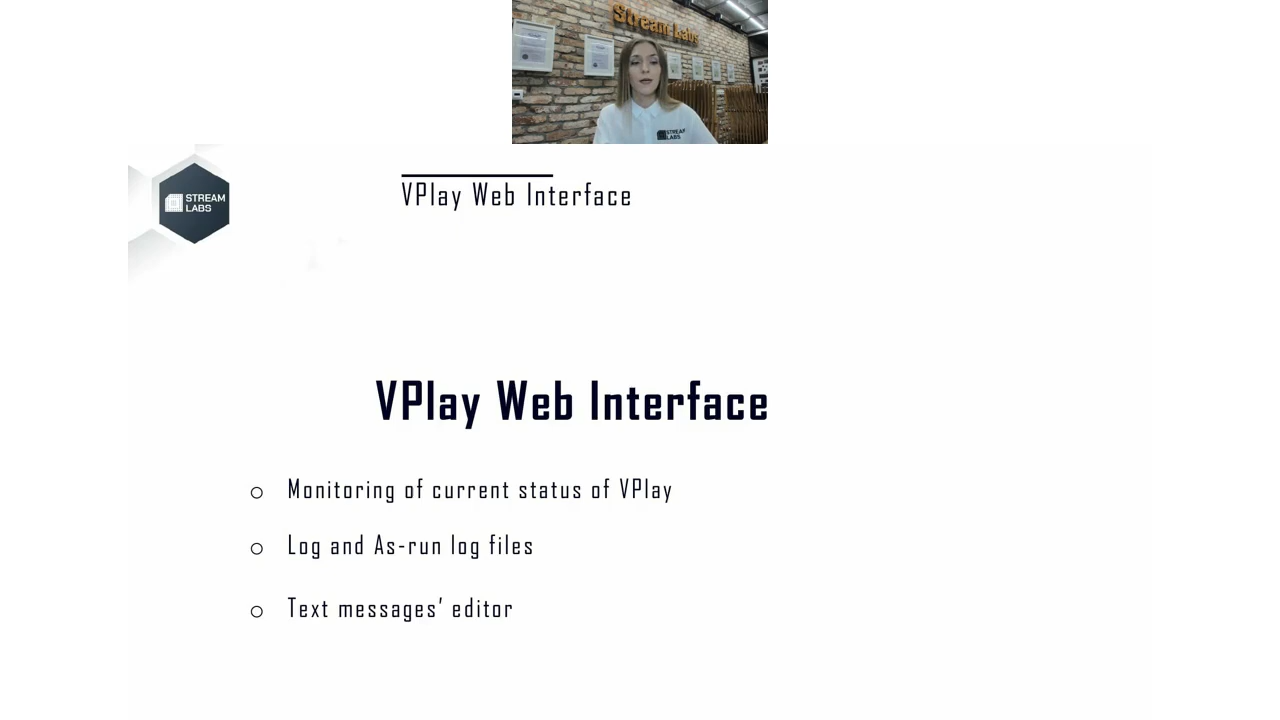 Stream Labs
STREAM
LABS
STREAM
LABS
VPlay Web Interface
VPlay Web Interface
○ Monitoring of current status of VPlay
○ Log and As-run log files
○ Text messages’ editor